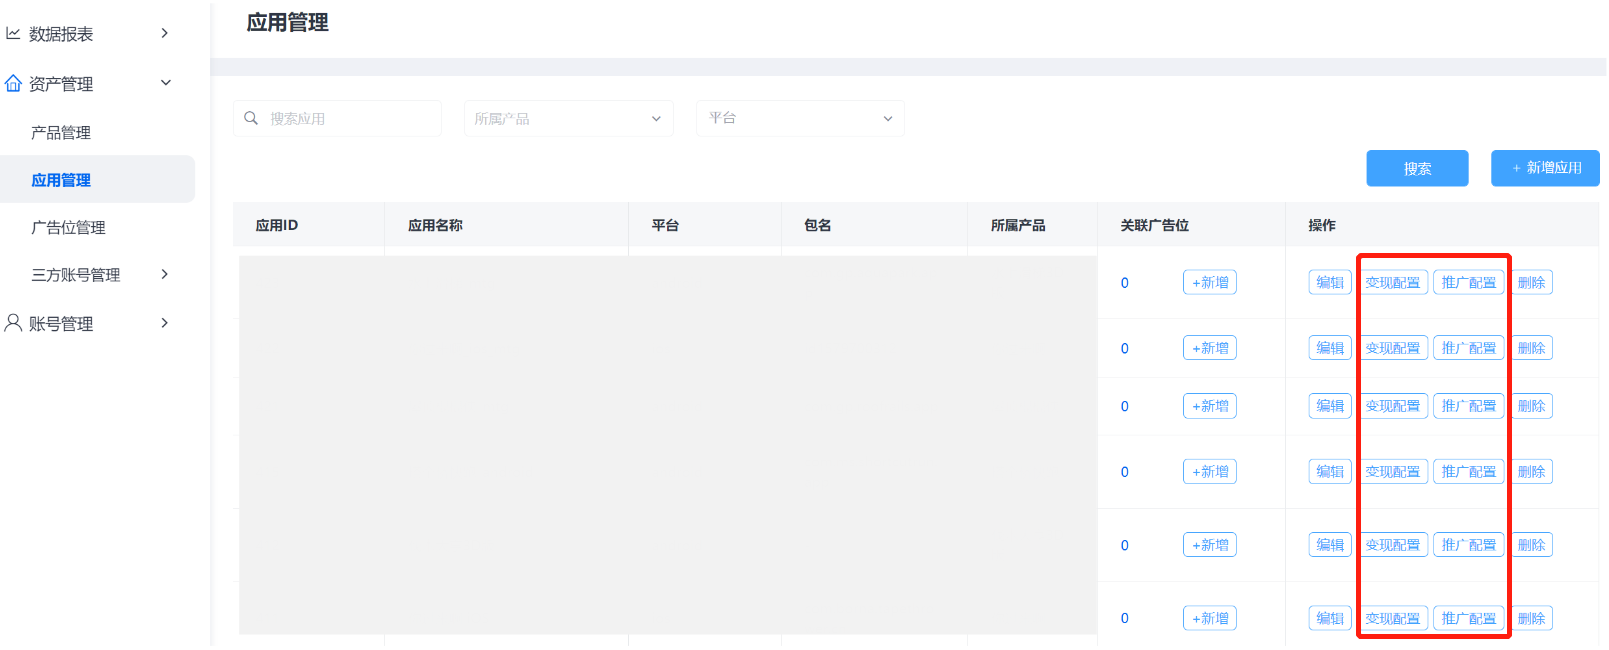 应用管理
数据报表
资产管理
产品管理
应用管理
广告位管理
三方账号管理
账号管理
搜索应用 所属产品 平台
搜索 + 新增应用
应用ID 应用名称 平台 包名 所属产品 关联广告位 操作
0 +新增 编辑 变现配置 推广配置 删除
0 +新增 编辑 变现配置 推广配置 删除
0 +新增 编辑 变现配置 推广配置 删除
0 +新增 编辑 变现配置 推广配置 删除
0 +新增 编辑 变现配置 推广配置 删除
0 +新增 编辑 变现配置 推广配置 删除